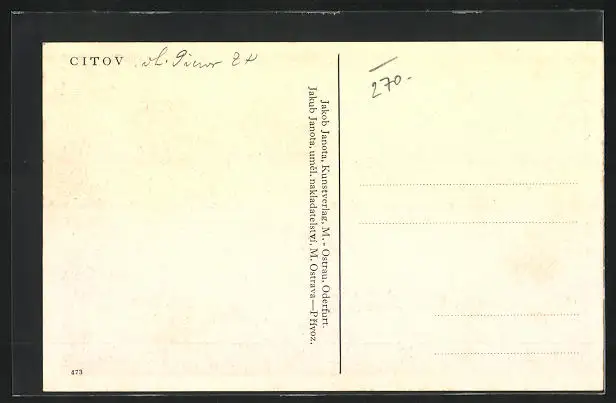 CITOV
270.-
Jakob Janota, Kunstverlag, M.-Ostrau, Oderfurt.
Jakub Janota, uměl. nakladatelství, M. Ostrava—Přívoz.
473